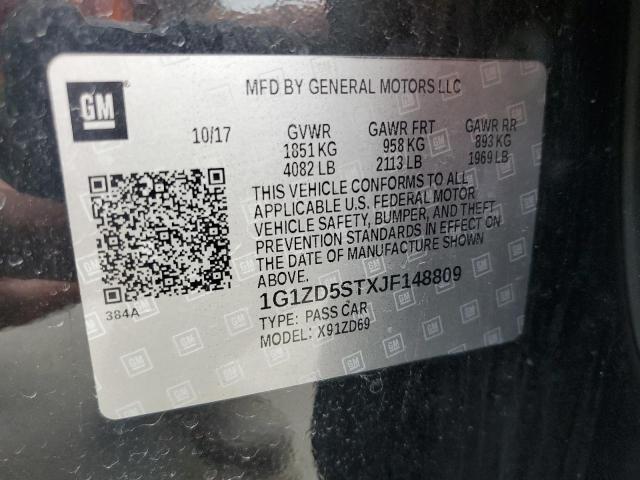 GM
MFD BY GENERAL MOTORS LLC
10/17 GVWR GAWR FRT GAWR RR
1851 KG 958 KG 893 KG
4082 LB 2113 LB 1969 LB
THIS VEHICLE CONFORMS TO ALL
APPLICABLE U.S. FEDERAL MOTOR
VEHICLE SAFETY, BUMPER, AND THEFT
PREVENTION STANDARDS IN EFFECT ON
THE DATE OF MANUFACTURE SHOWN
ABOVE.
1G1ZD5STXJF148809
TYPE: PASS CAR
MODEL: X91ZD69
384A